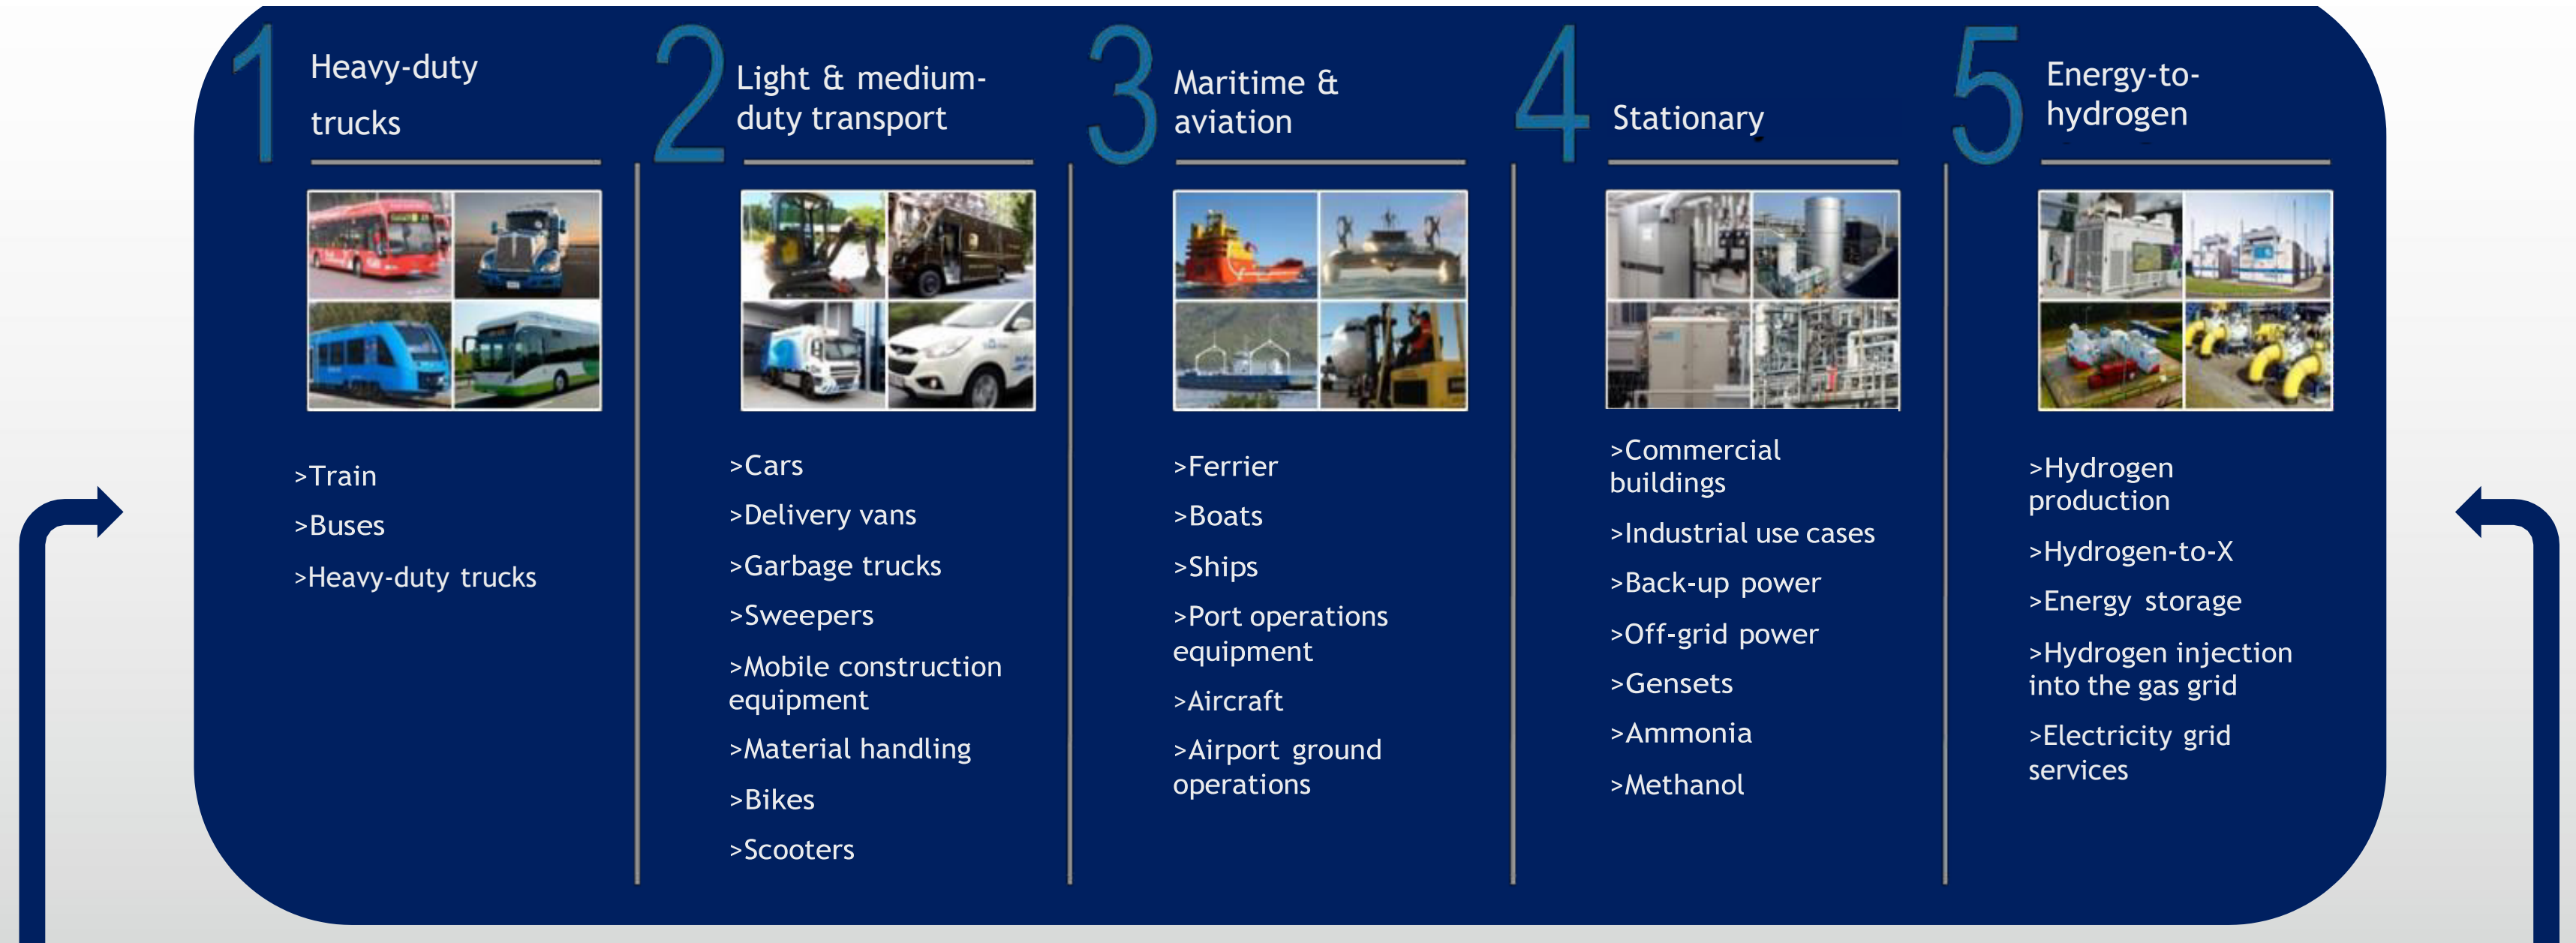 1
Heavy-duty
trucks
>Train
>Buses
>Heavy-duty trucks
2
Light & medium-
duty transport
>Cars
>Delivery vans
>Garbage trucks
>Sweepers
>Mobile construction
equipment
>Material handling
>Bikes
>Scooters
3
Maritime &
aviation
>Ferrier
>Boats
>Ships
>Port operations
equipment
>Aircraft
>Airport ground
operations
4
Stationary
>Commercial
buildings
>Industrial use cases
>Back-up power
>Off-grid power
>Gensets
>Ammonia
>Methanol
5
Energy-to-
hydrogen
>Hydrogen
production
>Hydrogen-to-X
>Energy storage
>Hydrogen injection
into the gas grid
>Electricity grid
services